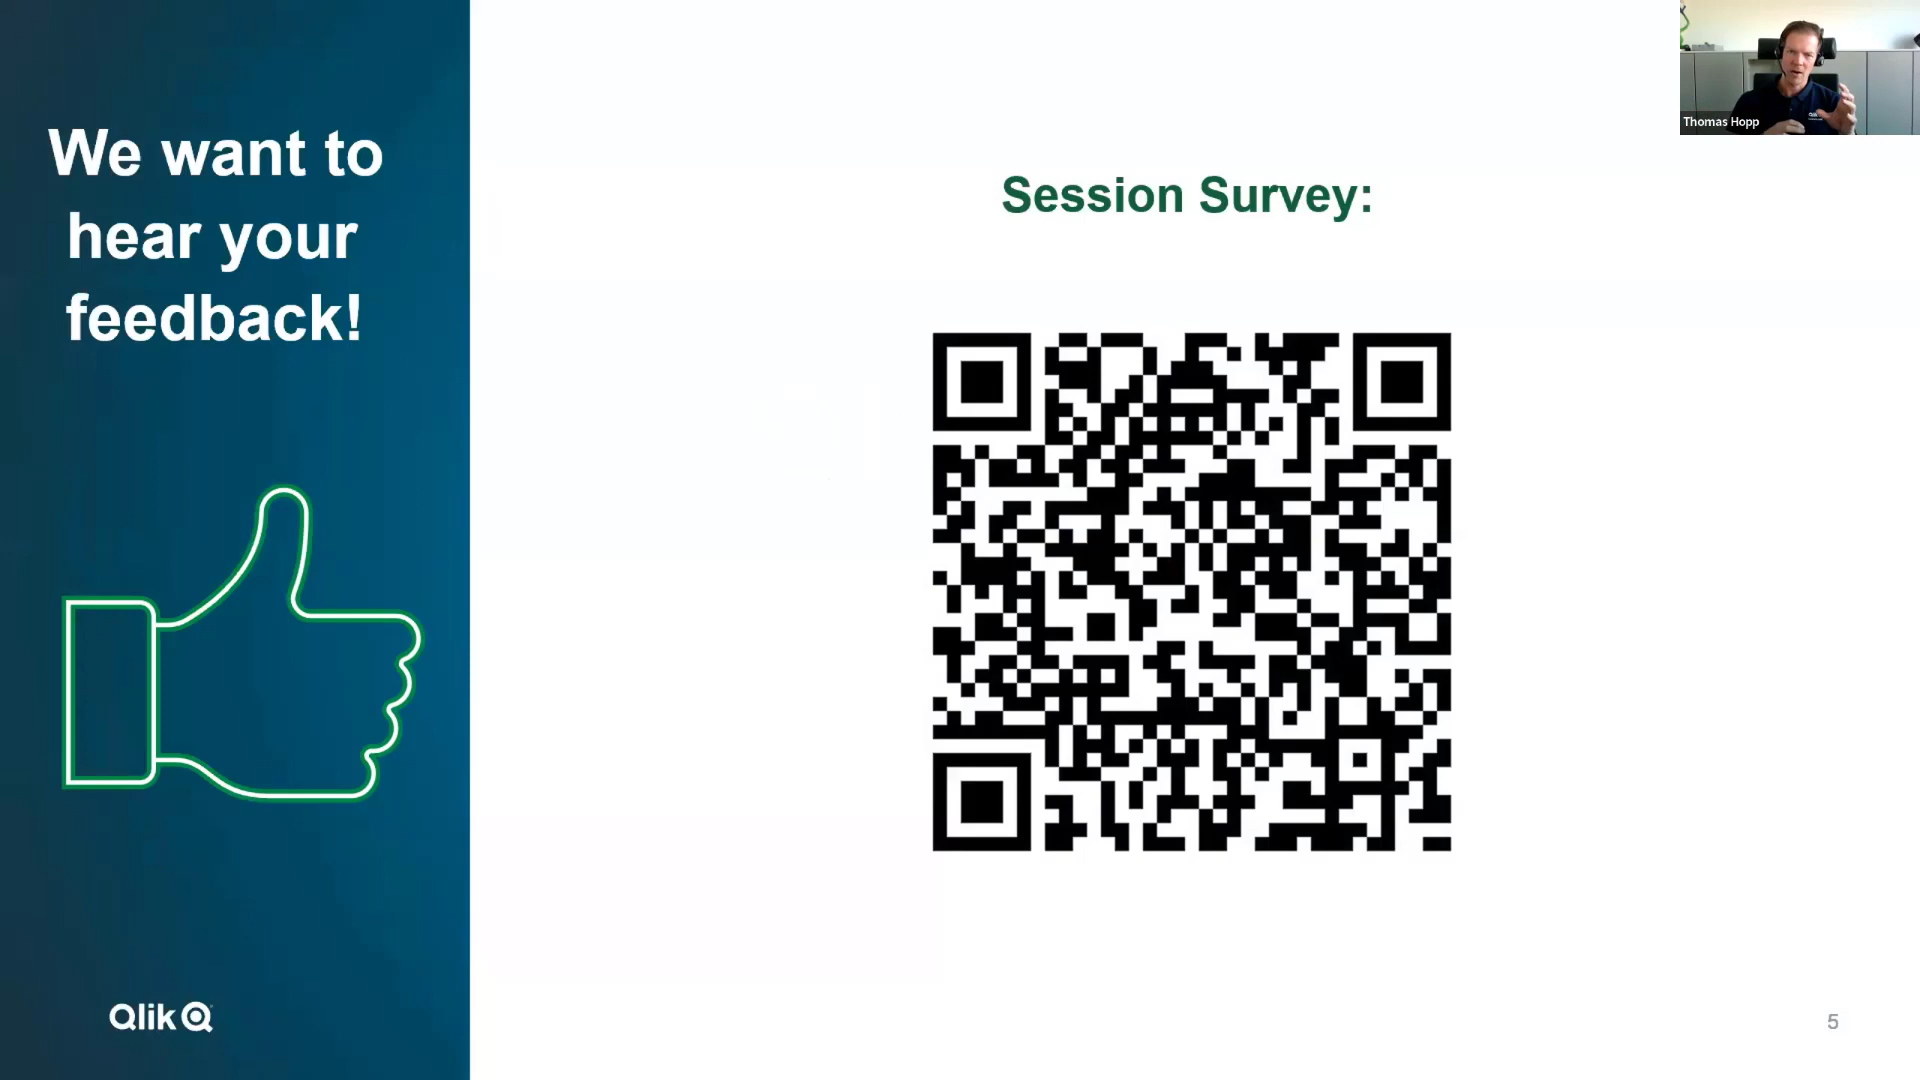 We want to
hear your
feedback!
Session Survey:
Thomas Hopp
Qlik
5